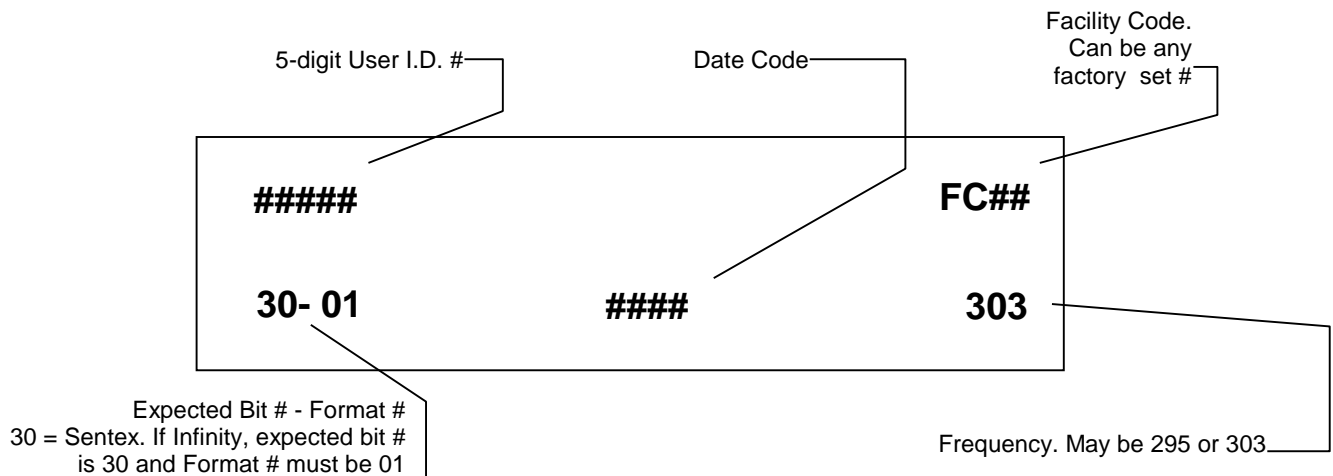 Facility Code.
Can be any
factory set #
5-digit User I.D. #
Date Code
#####
FC##
30- 01
####
303
Expected Bit # - Format #
30 = Sentex. If Infinity, expected bit #
is 30 and Format # must be 01
Frequency. May be 295 or 303